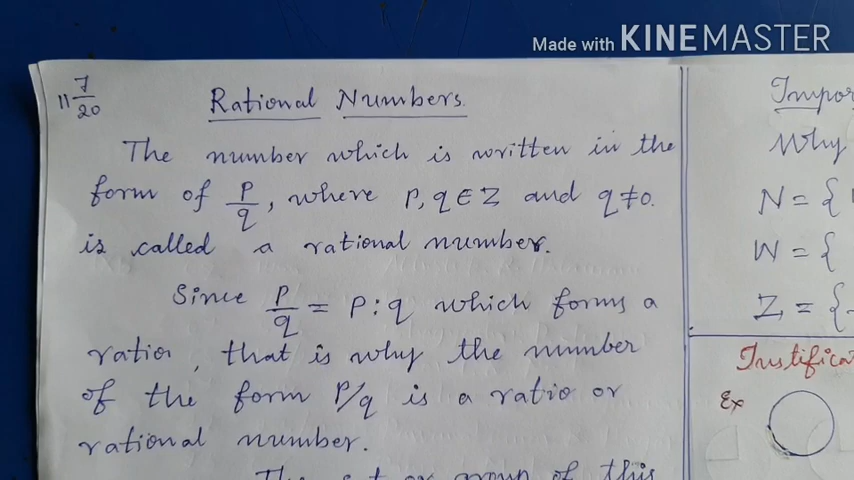 Made with KINEMASTER
11 7/20
Rational Numbers.
The number which is written in the
form of p/q, where p, q ∈ Z and q ≠ 0.
is called a rational number.
Since p/q = p : q which forms a
ratio, that is why the number
of the form p/q is a ratio or
rational number.
of this
Why
N = {
W = {
Z = {
Ex